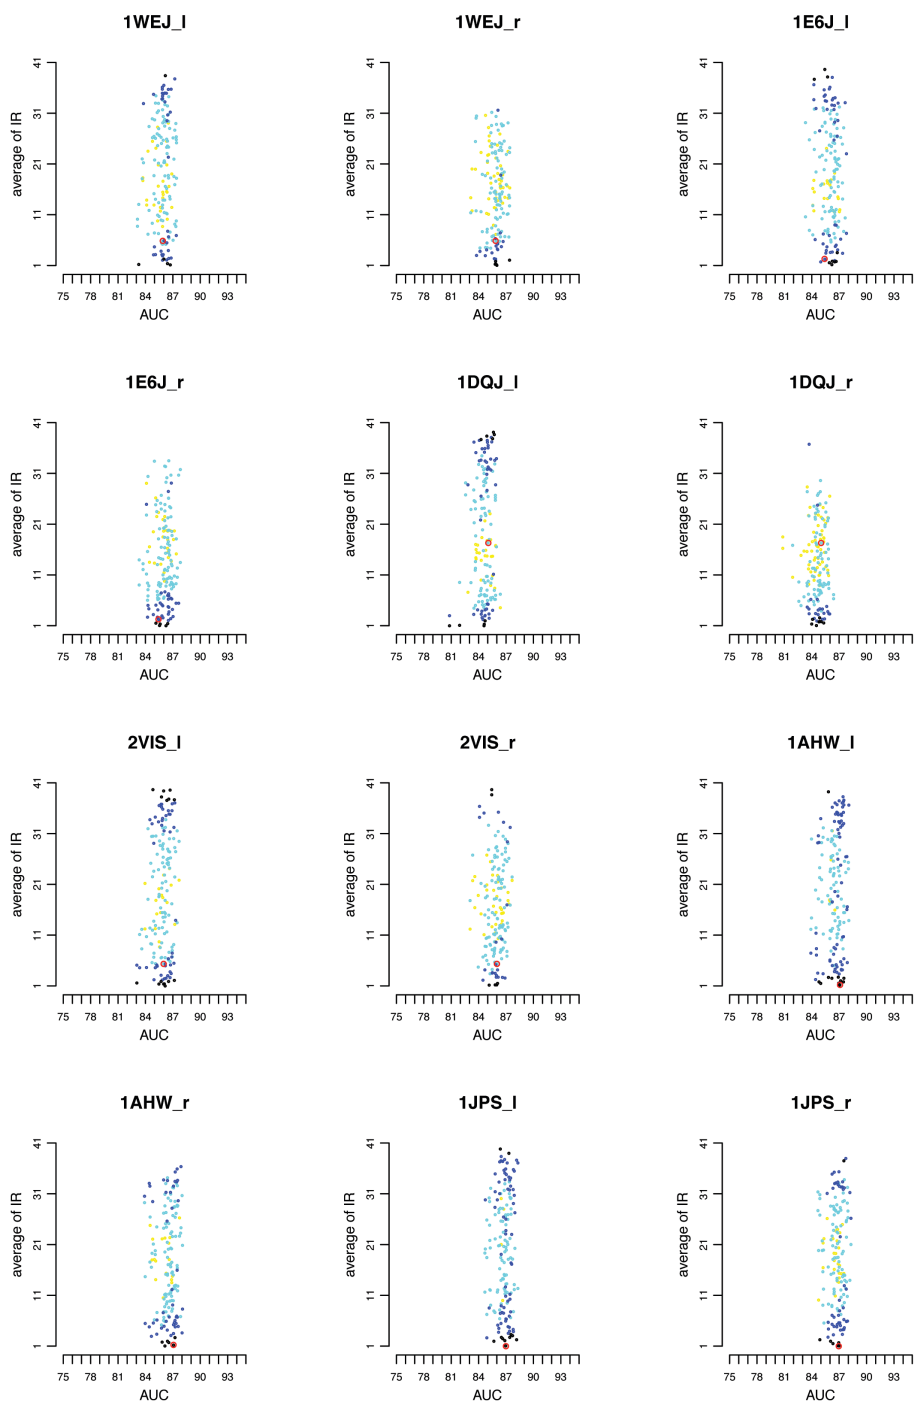 1WEJ_l 1WEJ_r 1E6J_l
average of IR average of IR average of IR
41 41 41
31 31 31
21 21 21
11 11 11
1 1 1
75 78 81 84 87 90 93 75 78 81 84 87 90 93 75 78 81 84 87 90 93
AUC AUC AUC
1E6J_r 1DQJ_l 1DQJ_r
average of IR average of IR average of IR
41 41 41
31 31 31
21 21 21
11 11 11
1 1 1
75 78 81 84 87 90 93 75 78 81 84 87 90 93 75 78 81 84 87 90 93
AUC AUC AUC
2VIS_l 2VIS_r 1AHW_l
average of IR average of IR average of IR
41 41 41
31 31 31
21 21 21
11 11 11
1 1 1
75 78 81 84 87 90 93 75 78 81 84 87 90 93 75 78 81 84 87 90 93
AUC AUC AUC
1AHW_r 1JPS_l 1JPS_r
average of IR average of IR average of IR
41 41 41
31 31 31
21 21 21
11 11 11
1 1 1
75 78 81 84 87 90 93 75 78 81 84 87 90 93 75 78 81 84 87 90 93
AUC AUC AUC